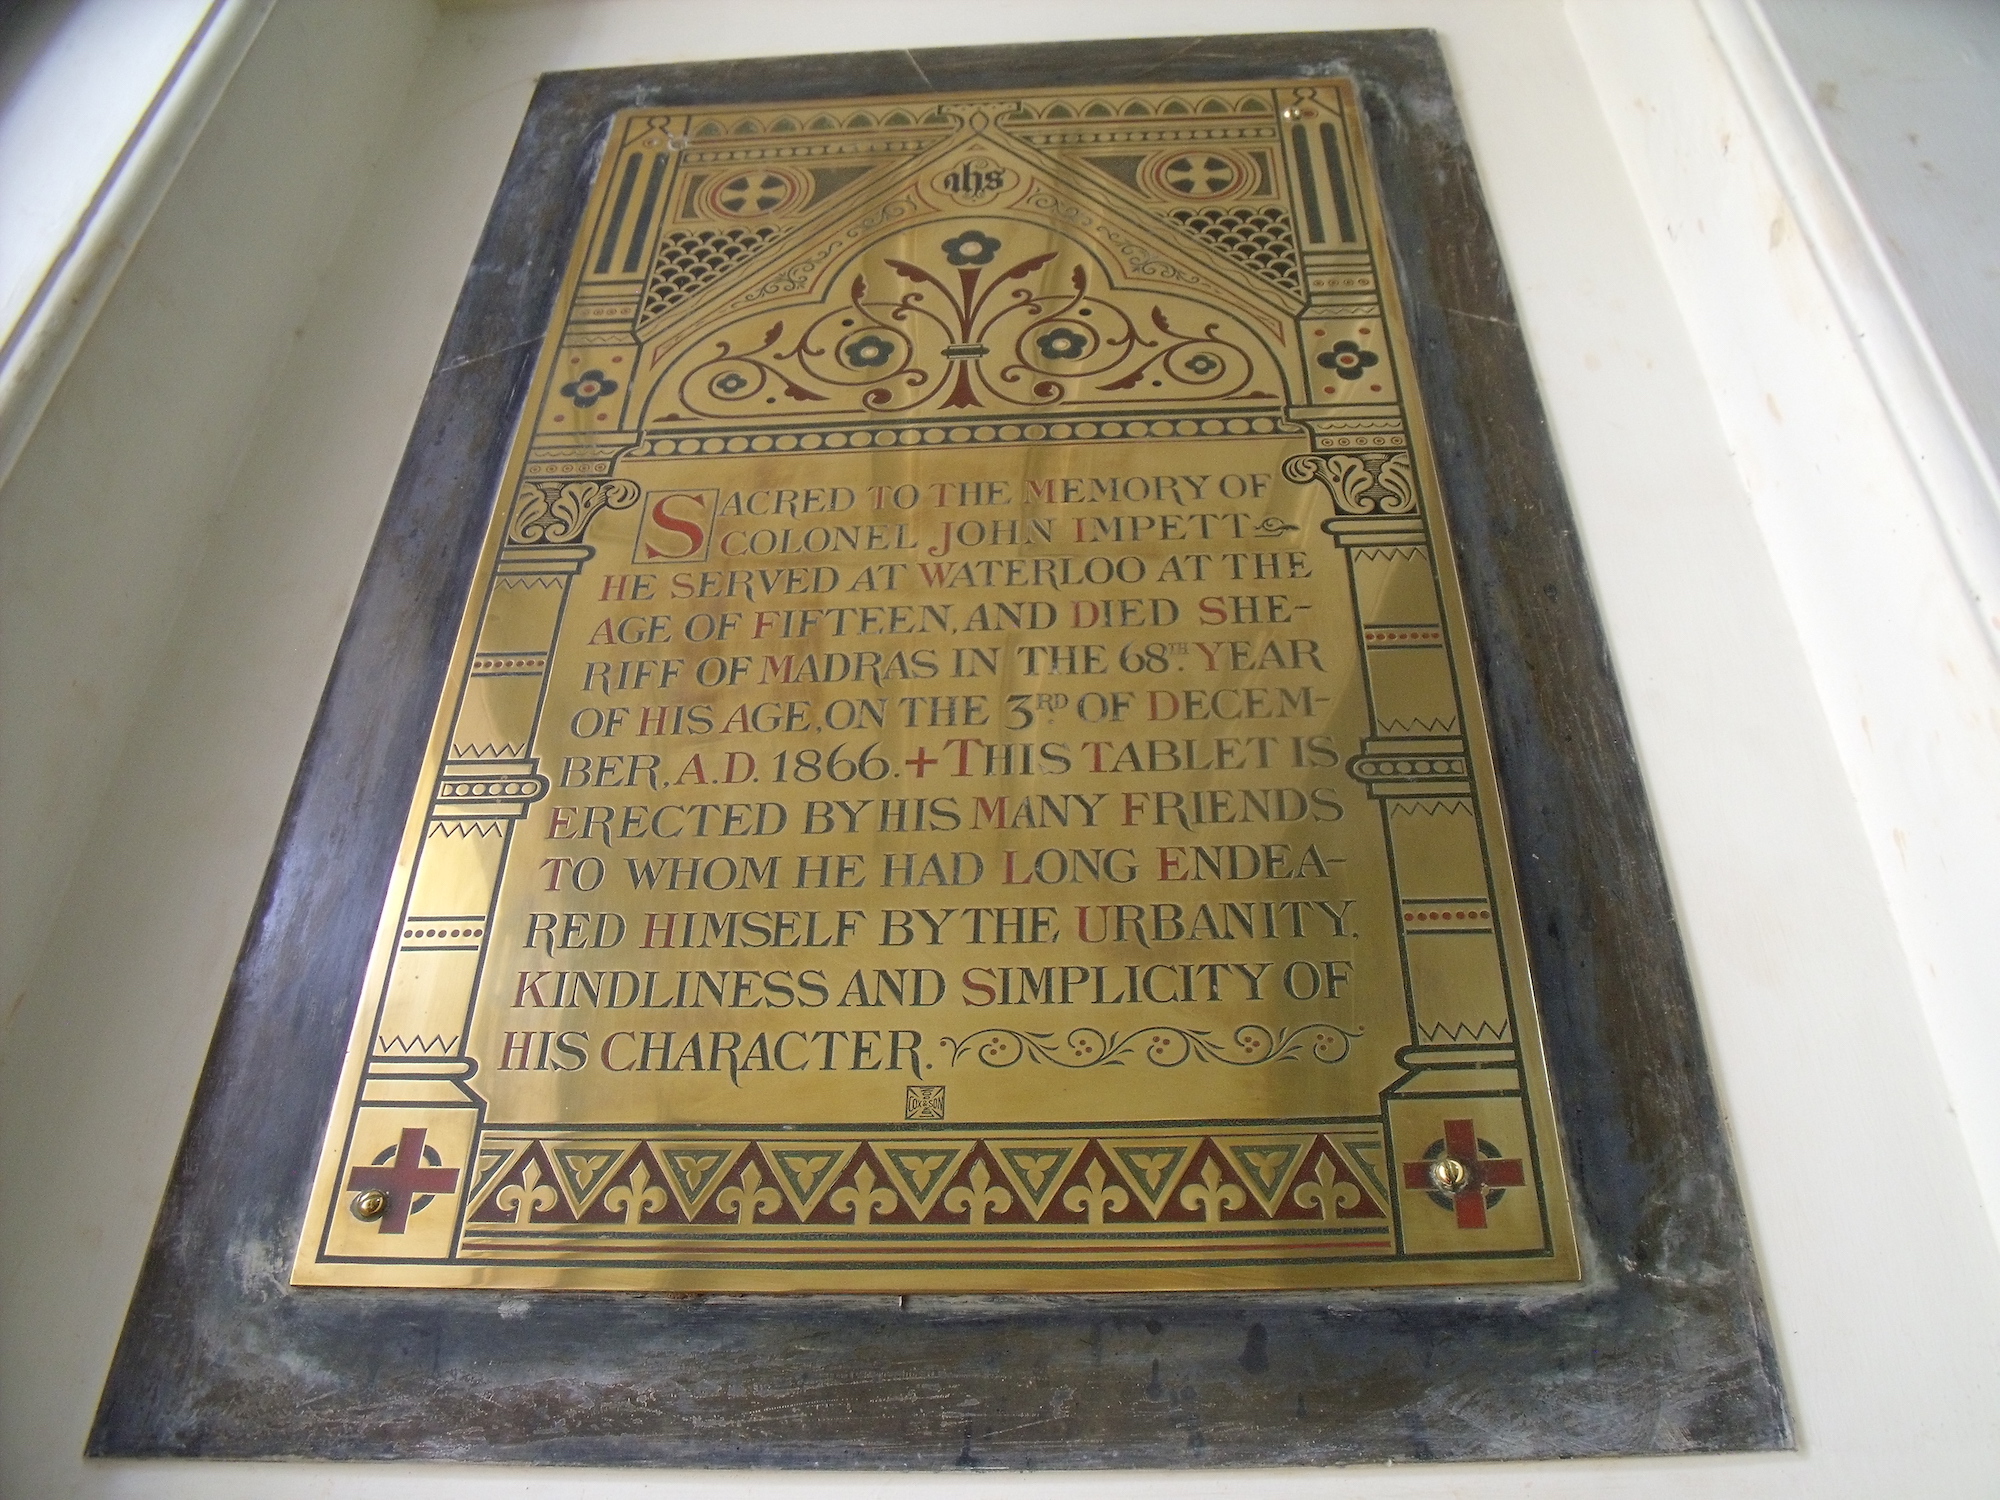 ihs
SACRED TO THE MEMORY OF
COLONEL JOHN IMPETT
HE SERVED AT WATERLOO AT THE
AGE OF FIFTEEN, AND DIED SHE-
RIFF OF MADRAS IN THE 68TH. YEAR
OF HIS AGE, ON THE 3RD. OF DECEM-
BER, A.D. 1866. + THIS TABLET IS
ERECTED BY HIS MANY FRIENDS
TO WHOM HE HAD LONG ENDEA-
RED HIMSELF BY THE URBANITY,
KINDLINESS AND SIMPLICITY OF
HIS CHARACTER.
COX & SON